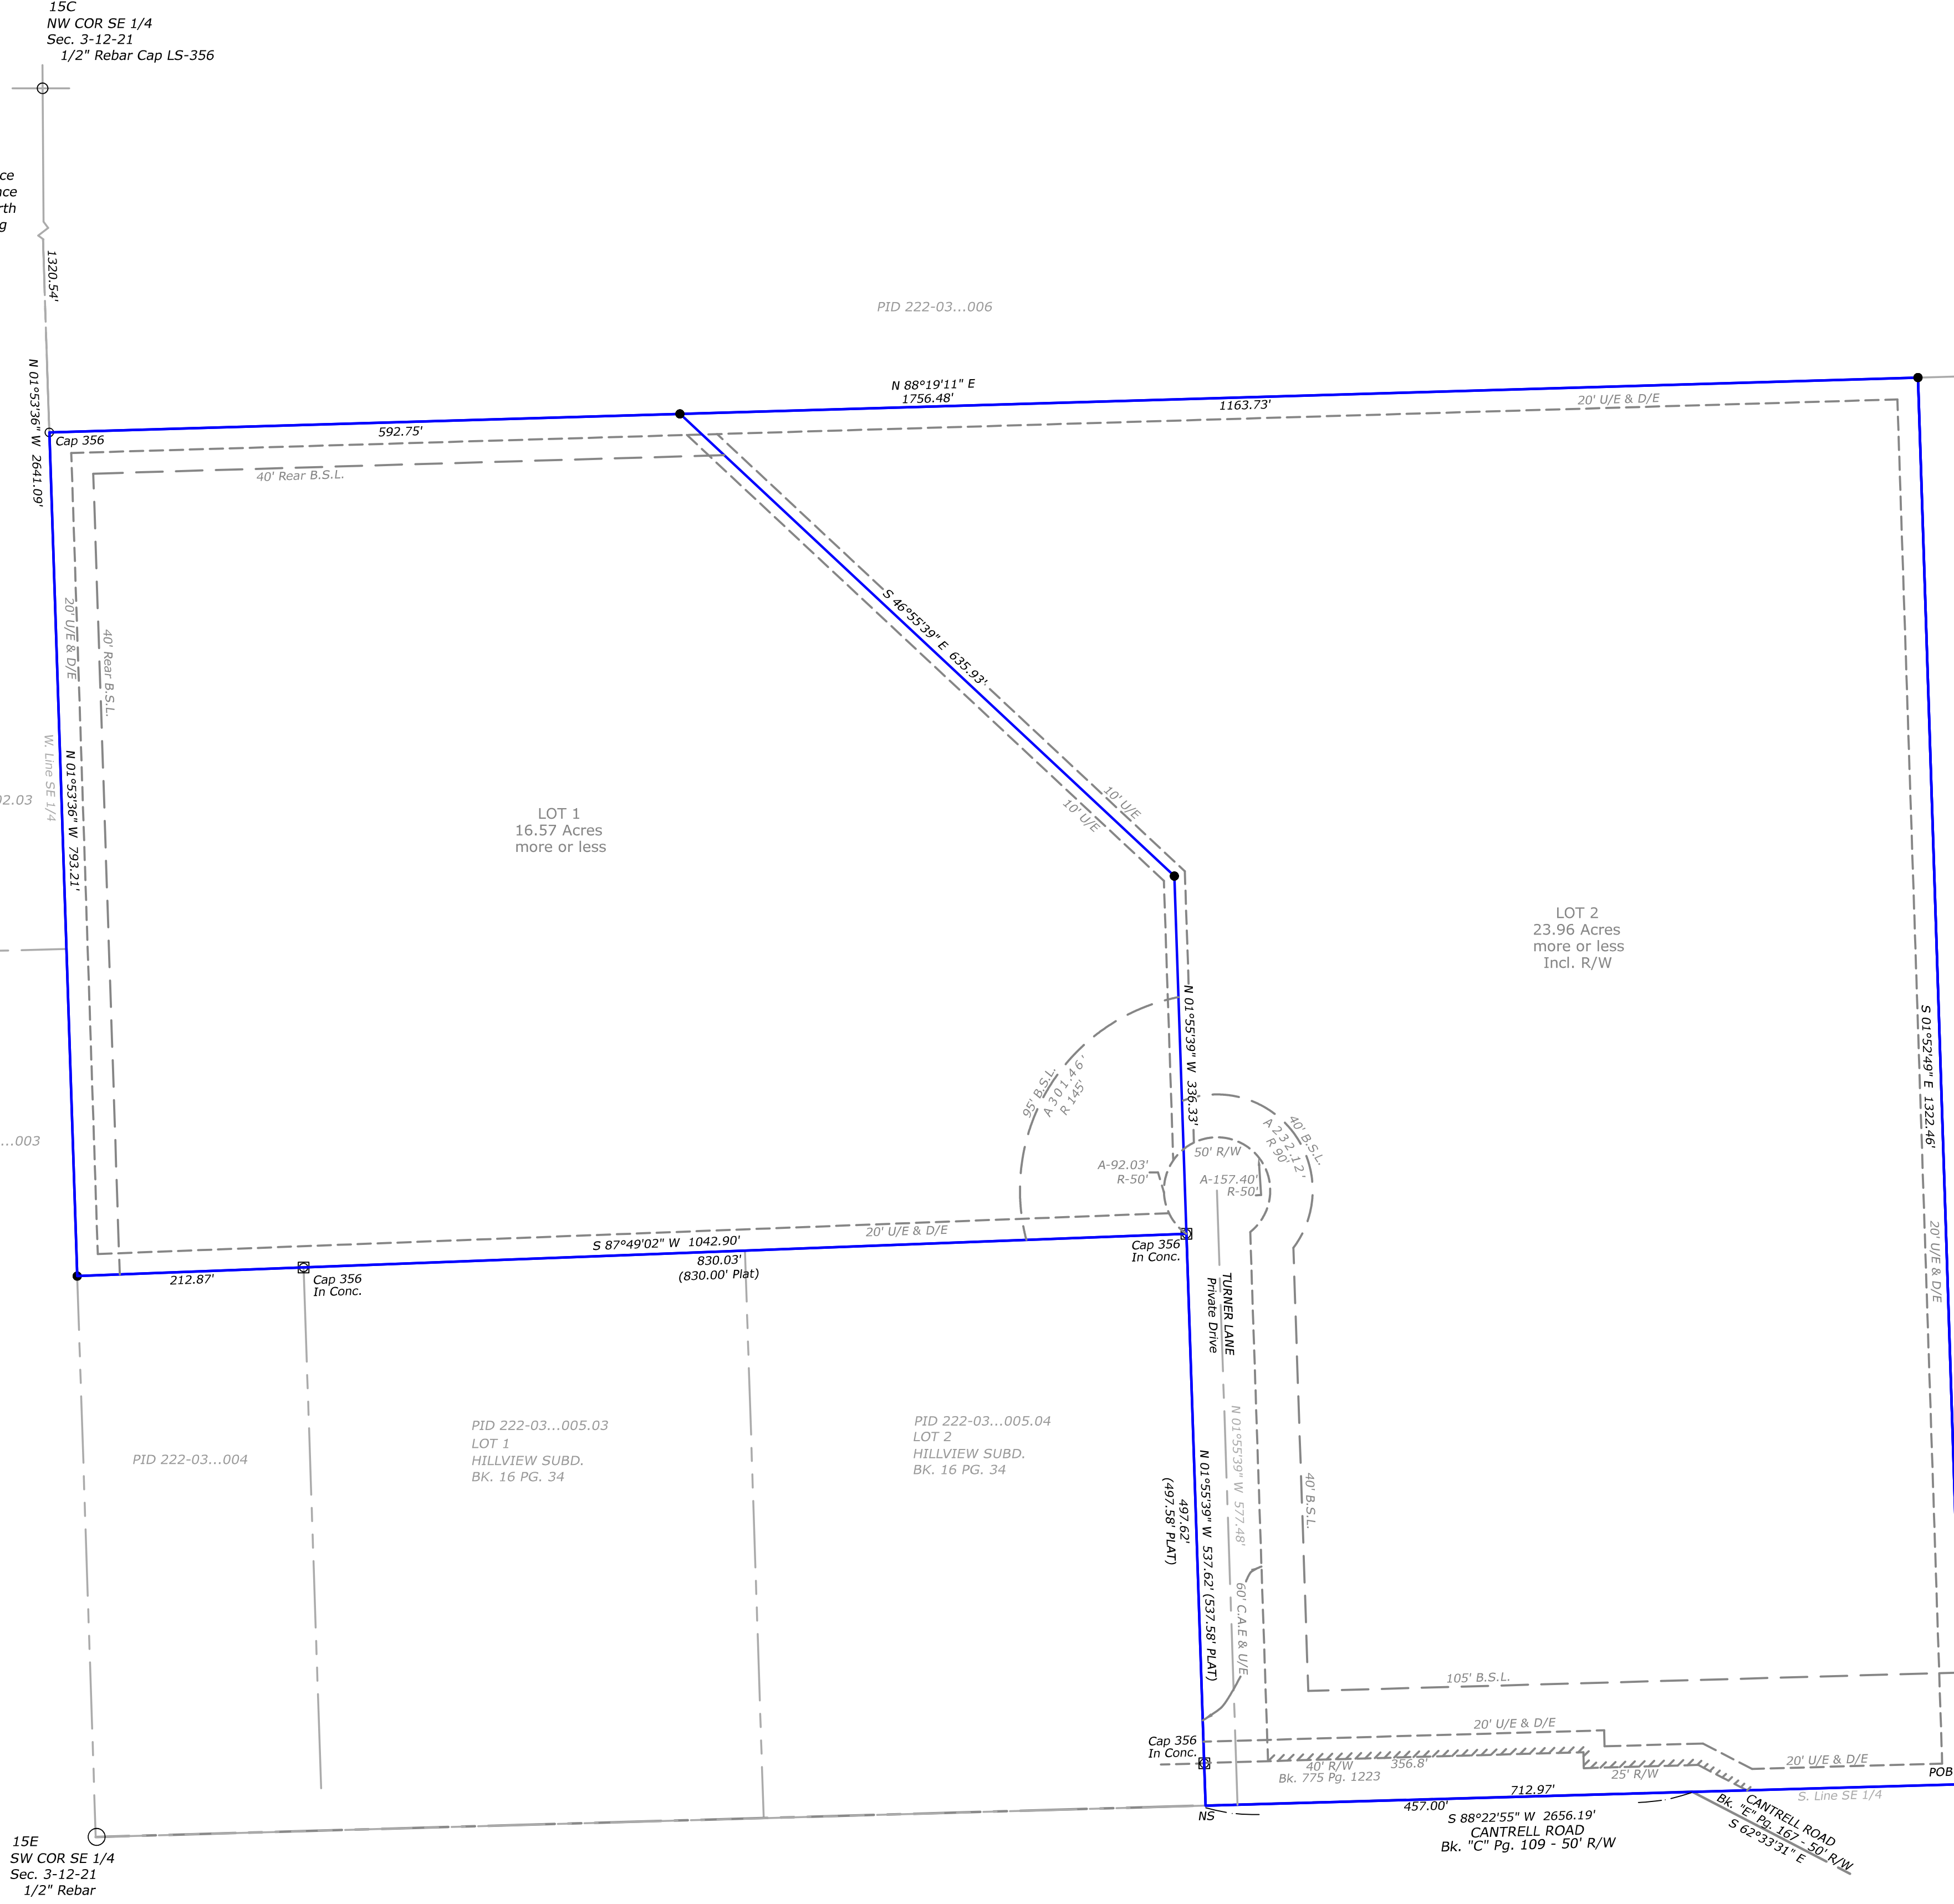 15C
NW COR SE 1/4
Sec. 3-12-21
1/2" Rebar Cap LS-356
ce
nce
rth
g
1320.54'
PID 222-03...006
N 01°53'36" W 2641.09'
N 88°19'11" E
1756.48'
592.75'
1163.73'
20' U/E & D/E
Cap 356
40' Rear B.S.L.
20' U/E & D/E
40' Rear B.S.L.
S 46°55'39" E 635.93'
W. Line SE 1/4
N 01°53'36" W 793.21'
02.03
10' U/E
10' U/E
LOT 1
16.57 Acres
more or less
LOT 2
23.96 Acres
more or less
Incl. R/W
N 01°55'39" W 336.33'
S 01°52'49" E 1322.46'
95' B.S.L.
A 301.46'
R 145'
40' B.S.L.
A 232.12'
R 90'
...003
50' R/W
A-92.03'
R-50'
A-157.40'
R-50'
20' U/E & D/E
20' U/E & D/E
S 87°49'02" W 1042.90'
830.03'
(830.00' Plat)
212.87'
Cap 356
In Conc.
Cap 356
In Conc.
TURNER LANE
Private Drive
PID 222-03...004
PID 222-03...005.03
LOT 1
HILLVIEW SUBD.
BK. 16 PG. 34
PID 222-03...005.04
LOT 2
HILLVIEW SUBD.
BK. 16 PG. 34
N 01°55'39" W 577.48'
40' B.S.L.
497.62'
(497.58' PLAT)
N 01°55'39" W 537.62' (537.58' PLAT)
60' C.A.E & U/E
105' B.S.L.
20' U/E & D/E
Cap 356
In Conc.
40' R/W
356.8'
Bk. 775 Pg. 1223
25' R/W
20' U/E & D/E
POB
712.97'
S. Line SE 1/4
457.00'
NS
S 88°22'55" W 2656.19'
CANTRELL ROAD
Bk. "C" Pg. 109 - 50' R/W
CANTRELL ROAD
Bk. "E" Pg. 167 - 50' R/W
S 62°33'31" E
15E
SW COR SE 1/4
Sec. 3-12-21
1/2" Rebar